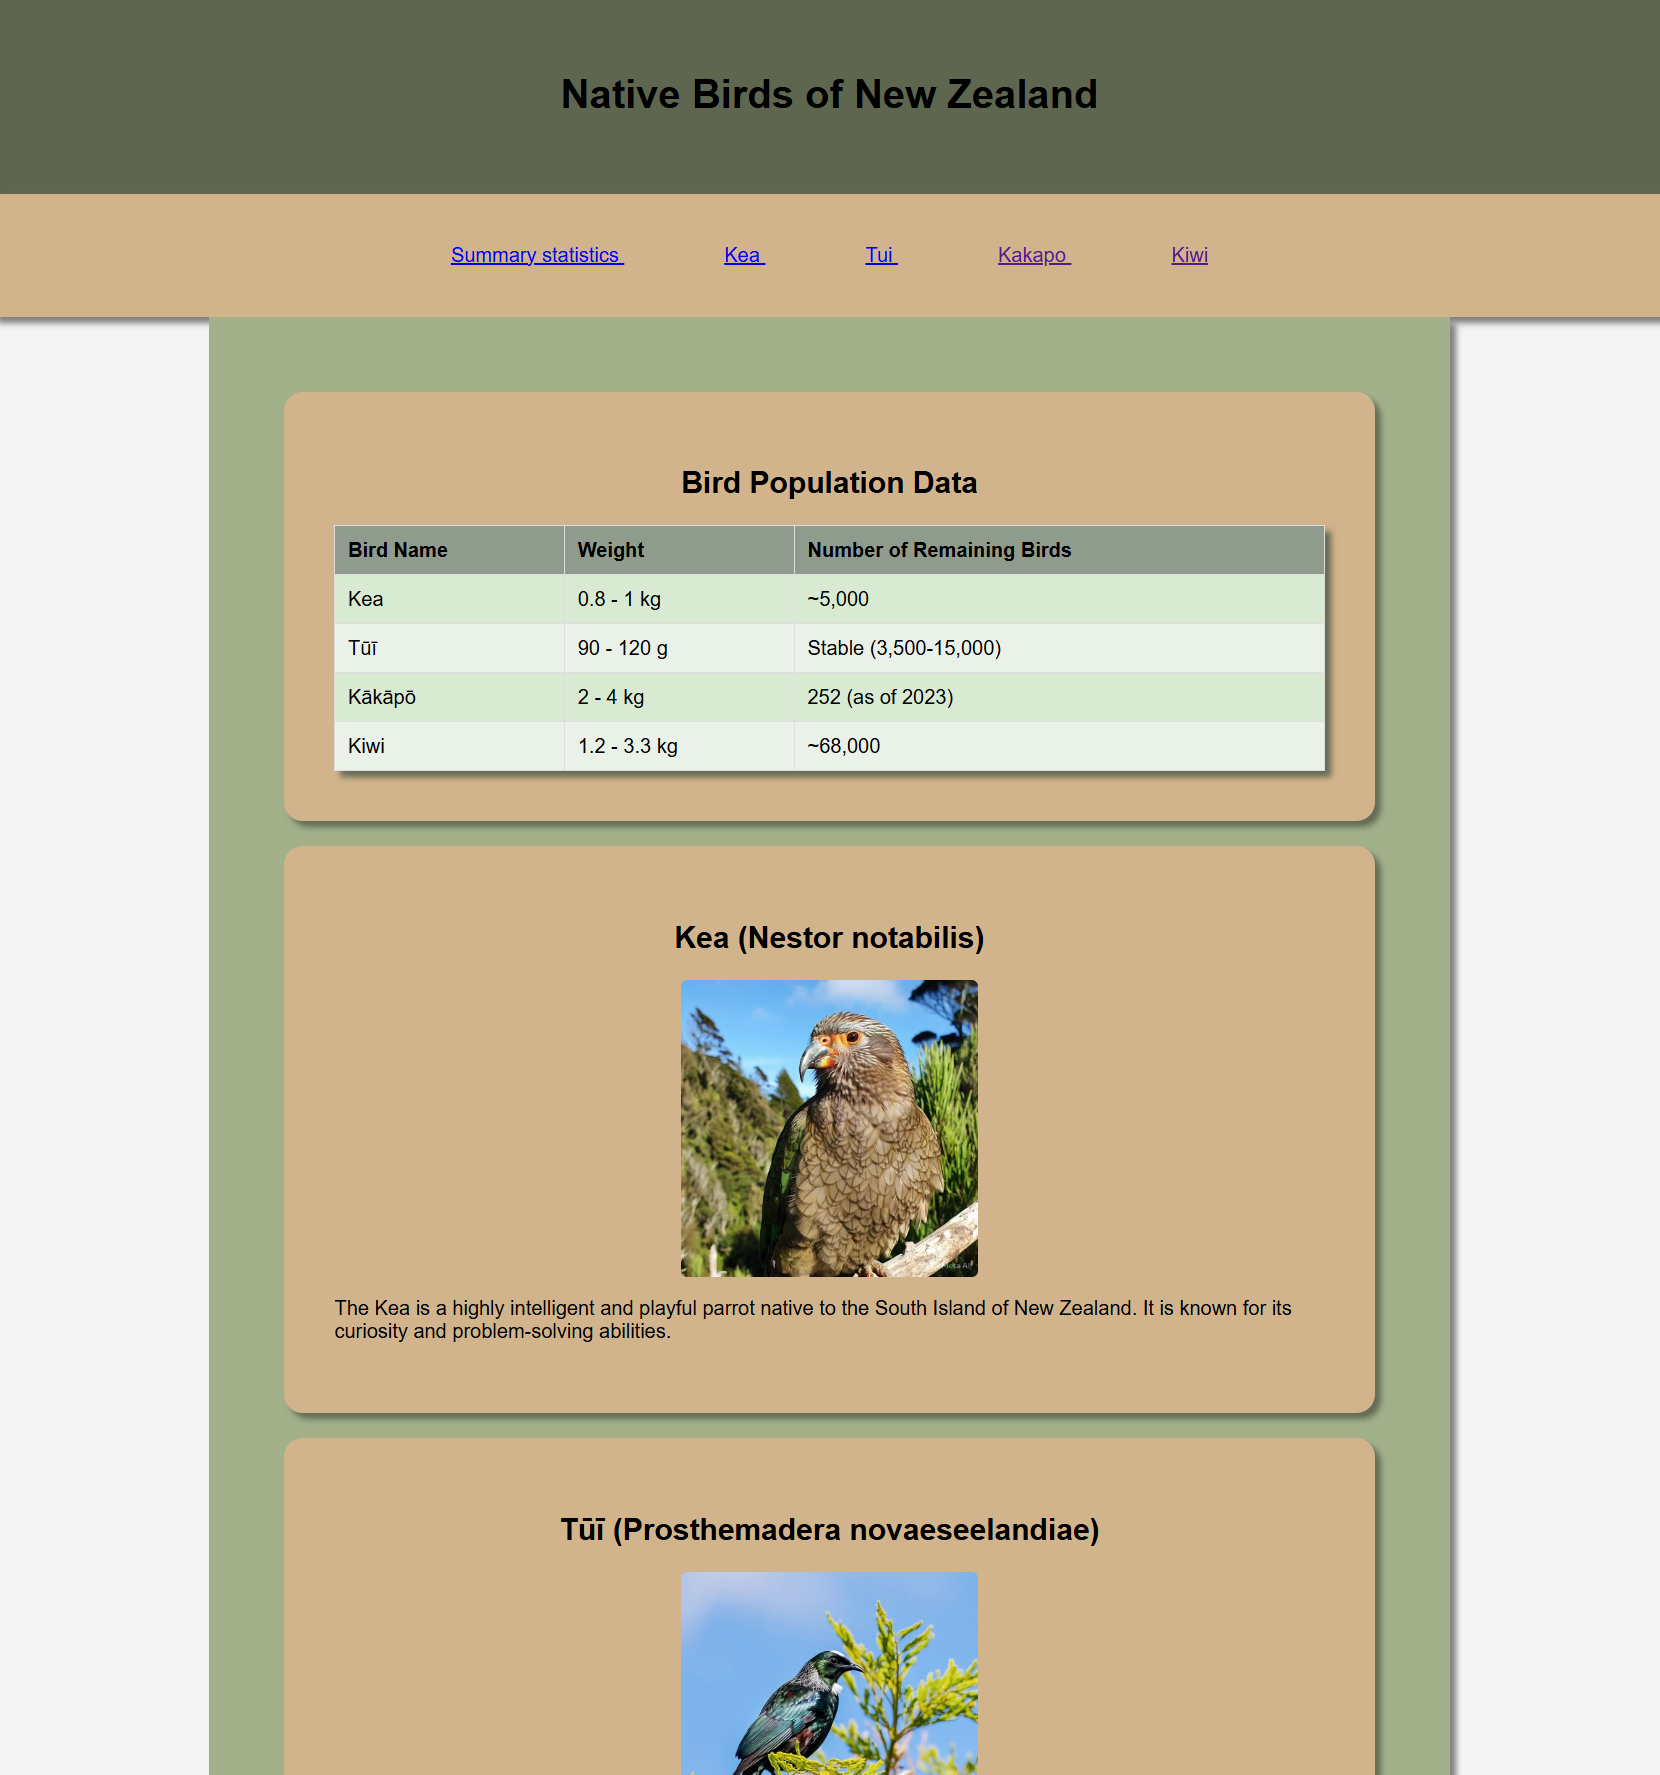 Native Birds of New Zealand
Summary statistics Kea Tui Kakapo Kiwi
Bird Population Data
Bird Name Weight Number of Remaining Birds
Kea 0.8 - 1 kg ~5,000
Tūī 90 - 120 g Stable (3,500-15,000)
Kākāpō 2 - 4 kg 252 (as of 2023)
Kiwi 1.2 - 3.3 kg ~68,000
Kea (Nestor notabilis)
The Kea is a highly intelligent and playful parrot native to the South Island of New Zealand. It is known for its
curiosity and problem-solving abilities.
Tūī (Prosthemadera novaeseelandiae)